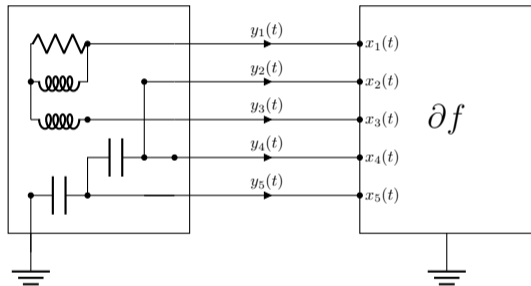 y₁(t) x₁(t)
y₂(t) x₂(t)
y₃(t) x₃(t) ∂f
y₄(t) x₄(t)
y₅(t) x₅(t)